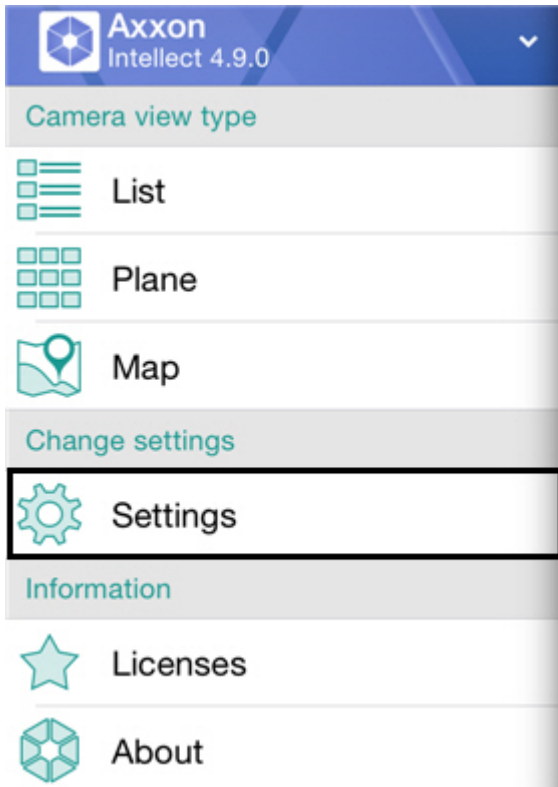 Axxon
Intellect 4.9.0
Camera view type
List
Plane
Map
Change settings
Settings
Information
Licenses
About